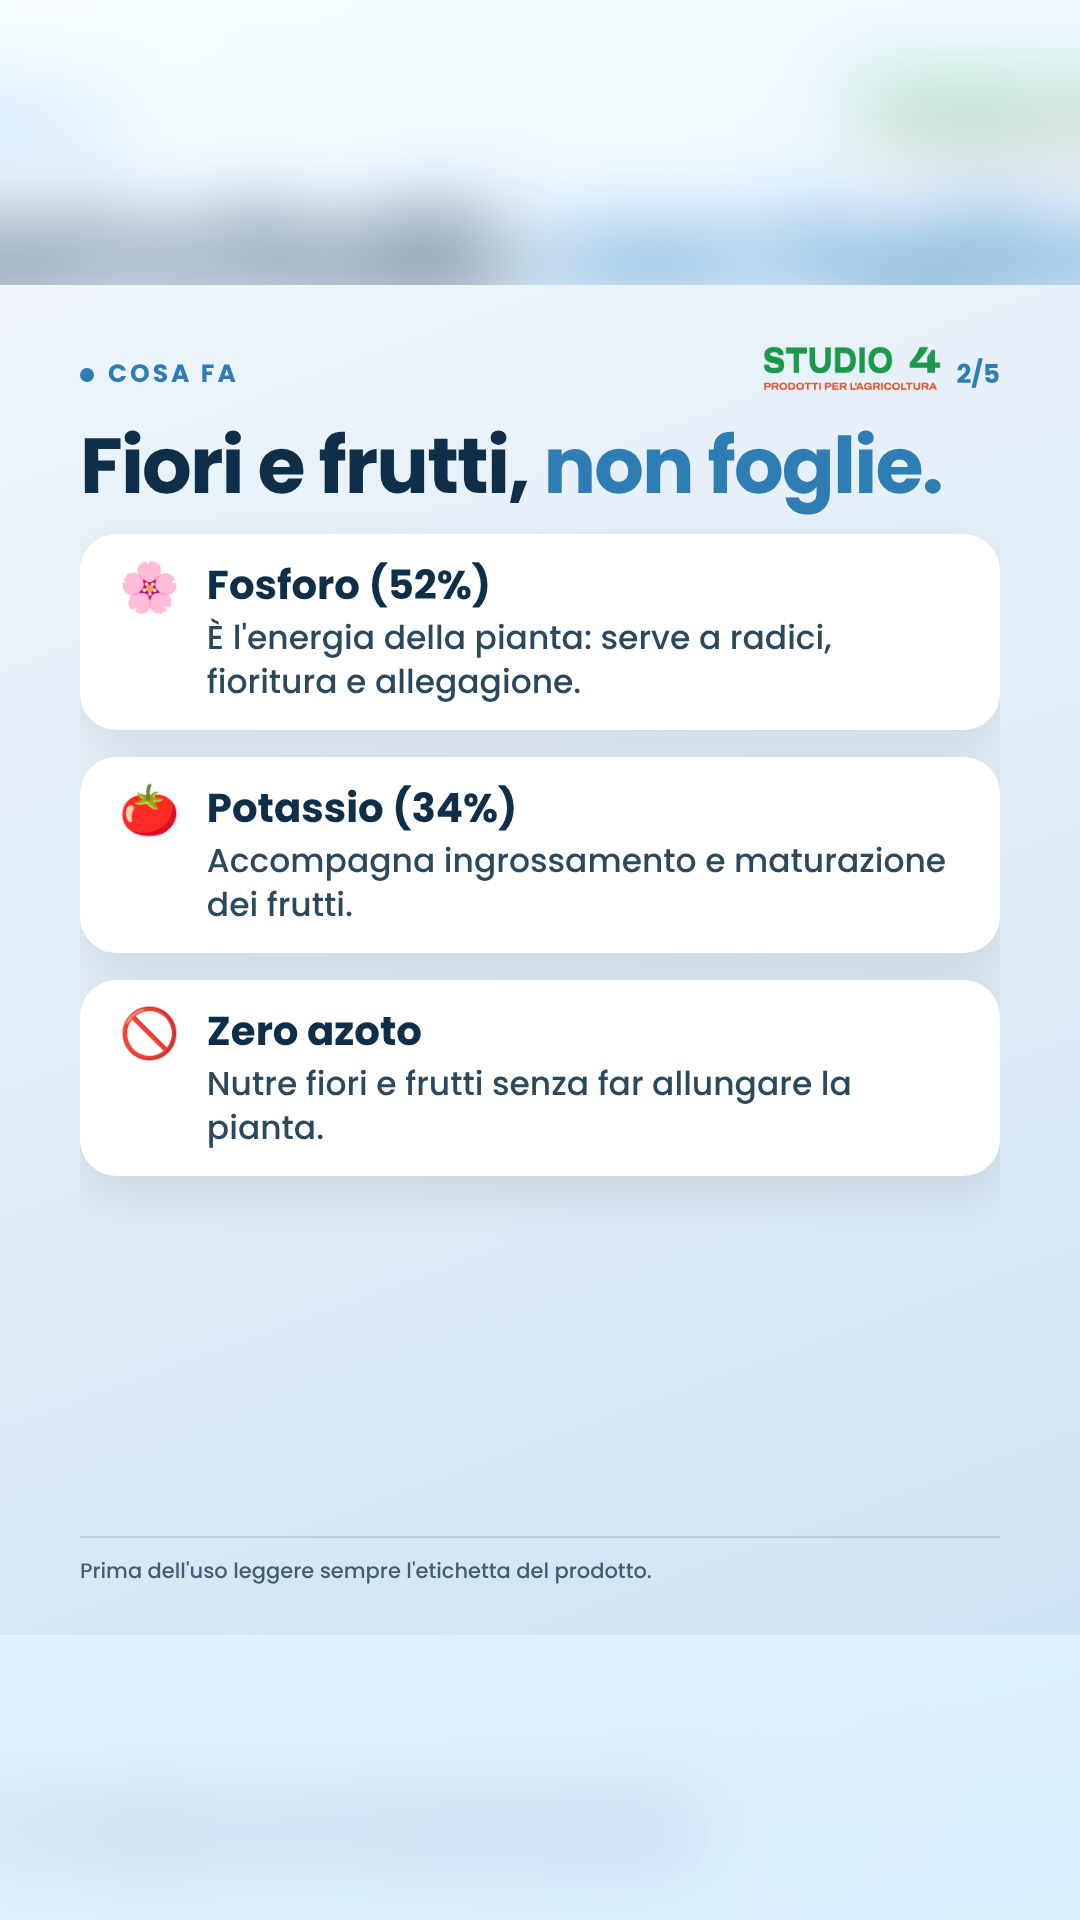 COSA FA
STUDIO 4
PRODOTTI PER L'AGRICOLTURA
2/5
Fiori e frutti, non foglie.
Fosforo (52%)
È l'energia della pianta: serve a radici,
fioritura e allegagione.
Potassio (34%)
Accompagna ingrossamento e maturazione
dei frutti.
Zero azoto
Nutre fiori e frutti senza far allungare la
pianta.
Prima dell'uso leggere sempre l'etichetta del prodotto.